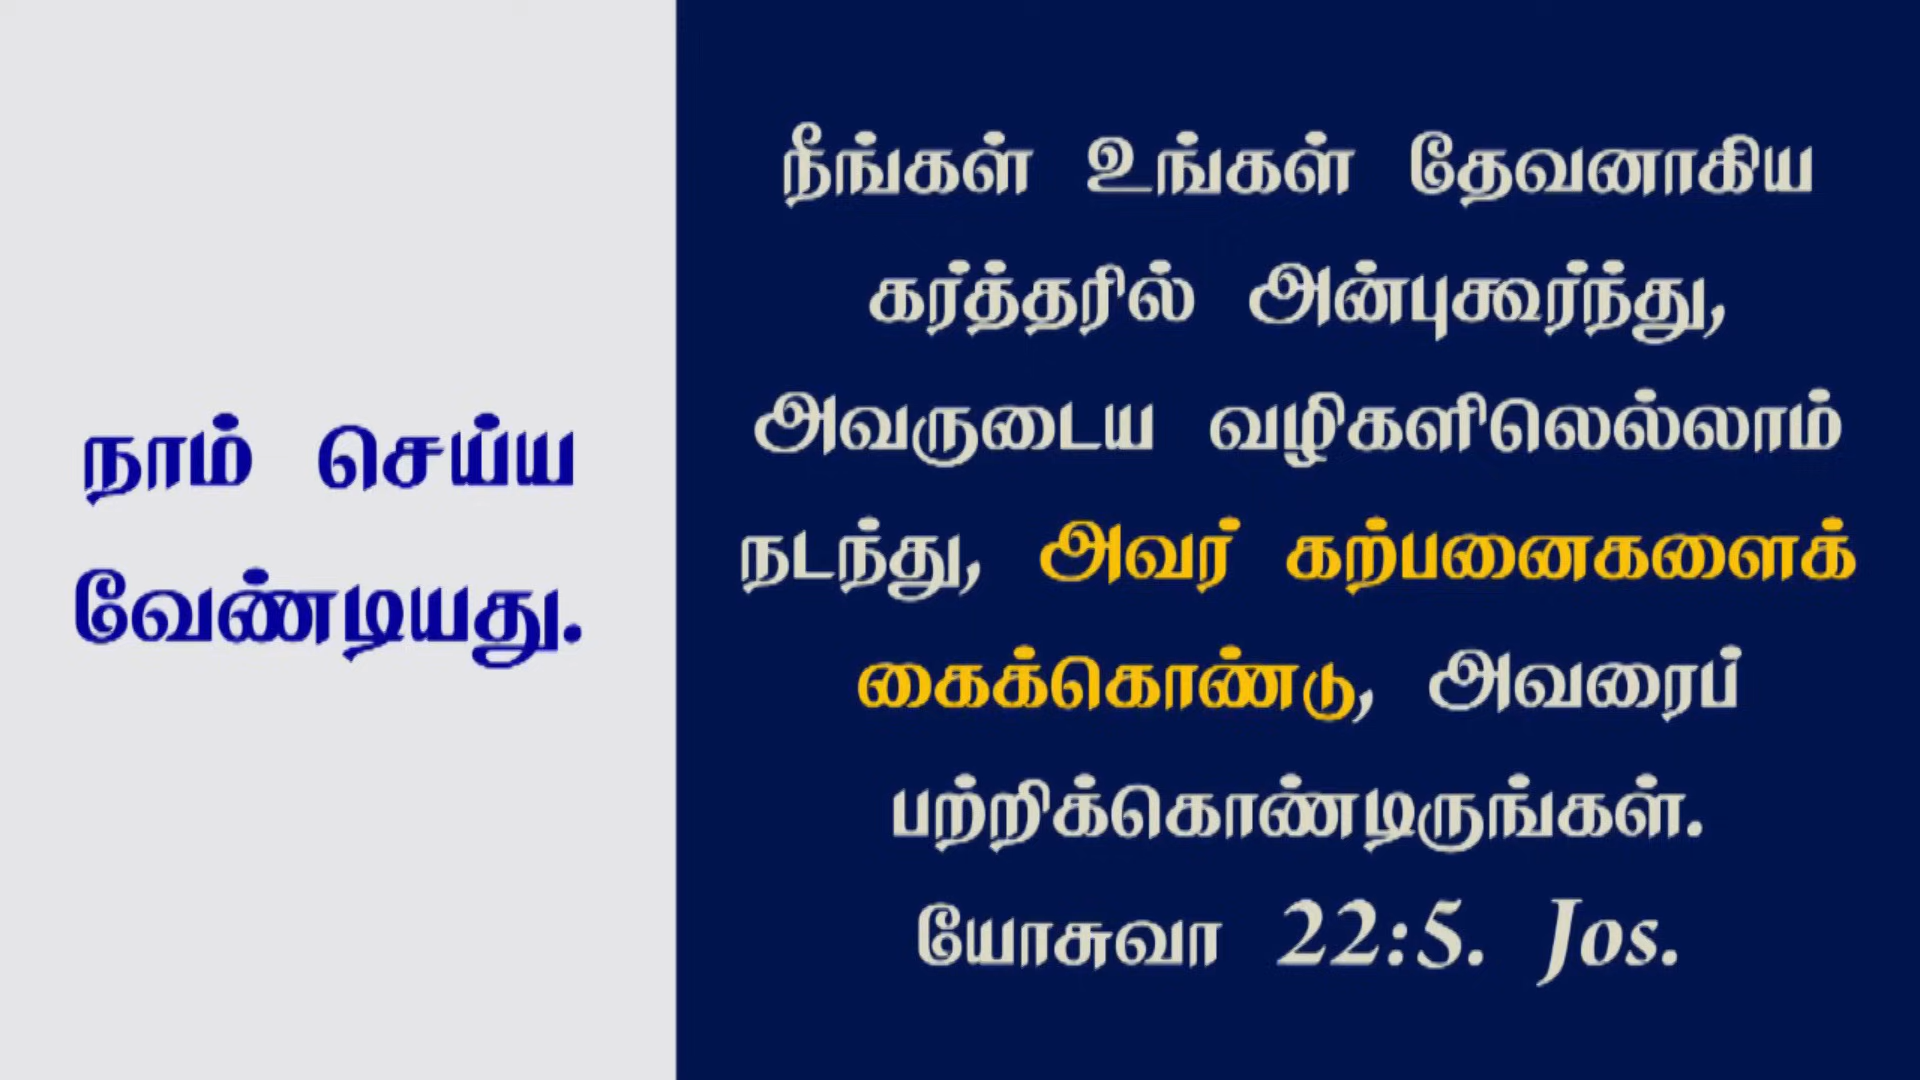 நாம் செய்ய
வேண்டியது.
நீங்கள் உங்கள் தேவனாகிய
கர்த்தரில் அன்புகூர்ந்து,
அவருடைய வழிகளிலெல்லாம்
நடந்து, அவர் கற்பனைகளைக்
கைக்கொண்டு, அவரைப்
பற்றிக்கொண்டிருங்கள்.
யோசுவா 22:5. Jos.